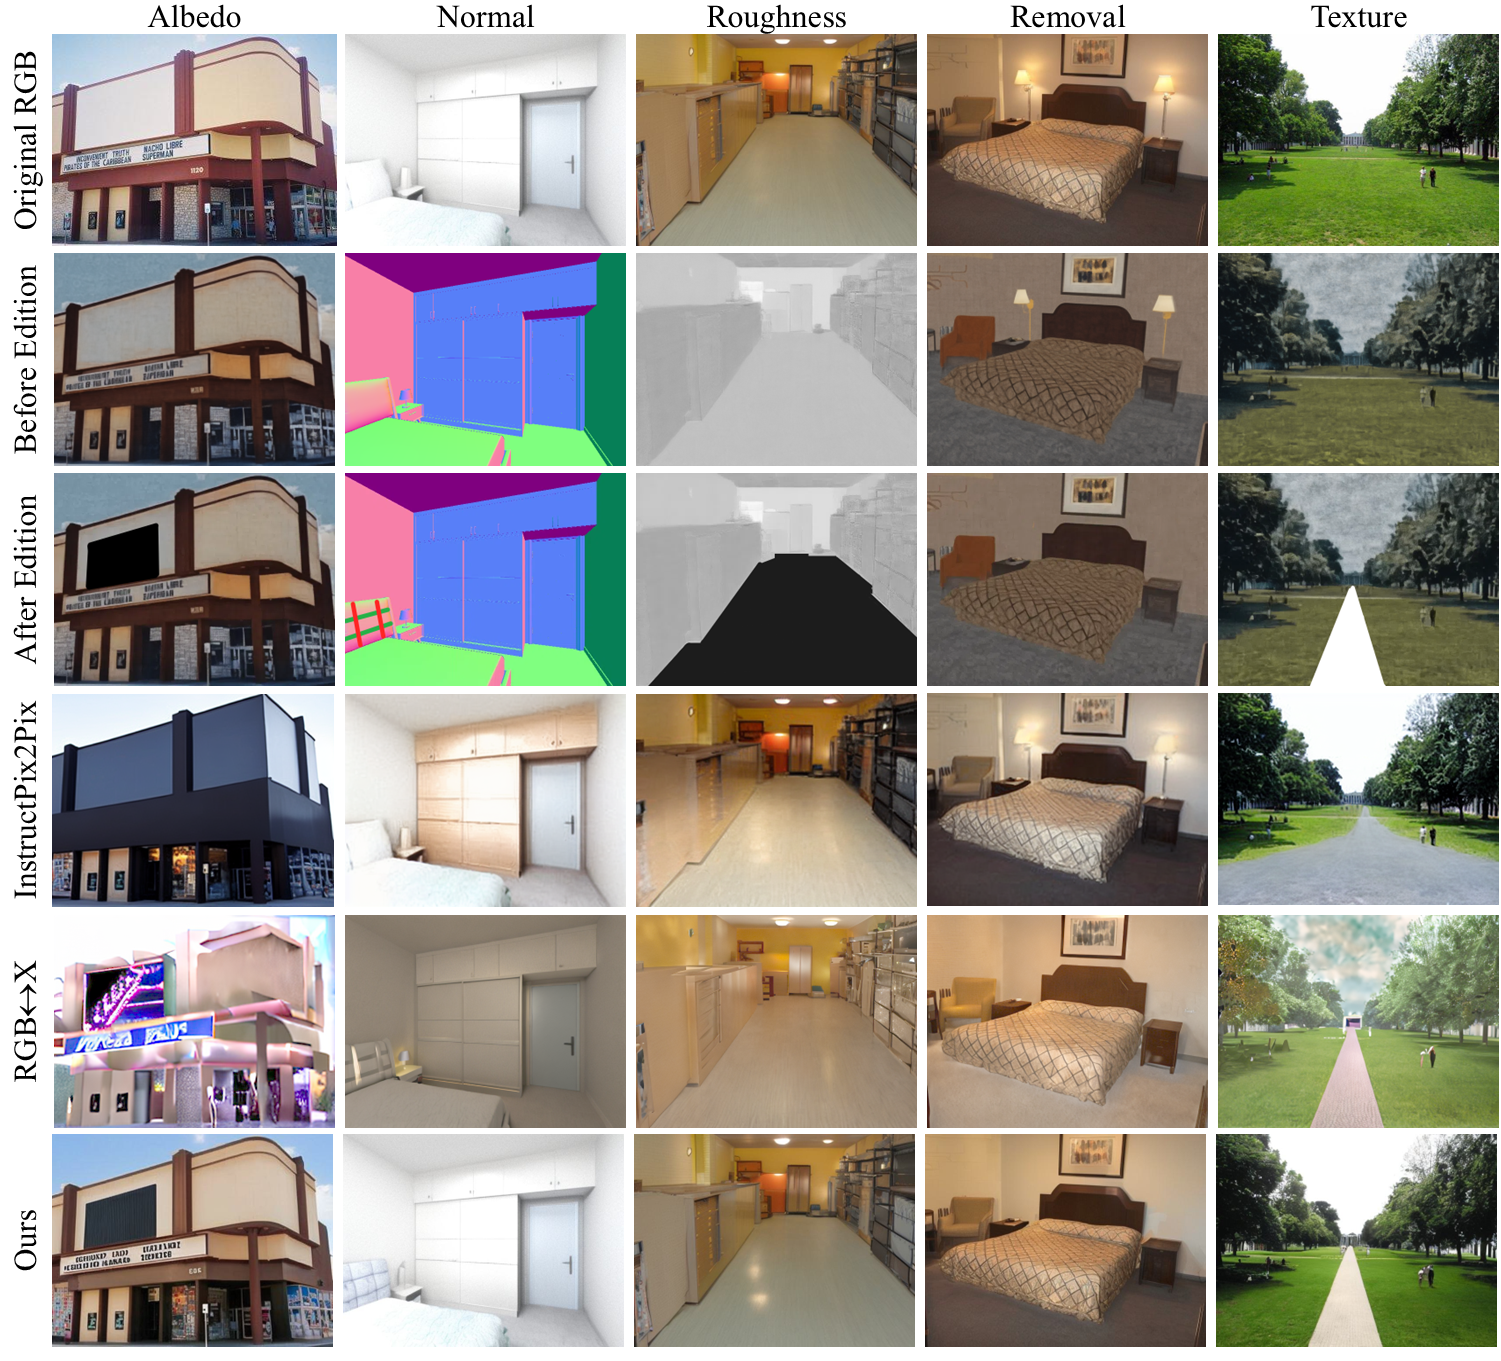 Albedo Normal Roughness Removal Texture
Original RGB
INCONVENIENT TRUTH NACHO LIBRE
PIRATES OF THE CARIBBEAN SUPERMAN
1120
Before Edition
After Edition
InstructPix2Pix
RGB↔X
Ours